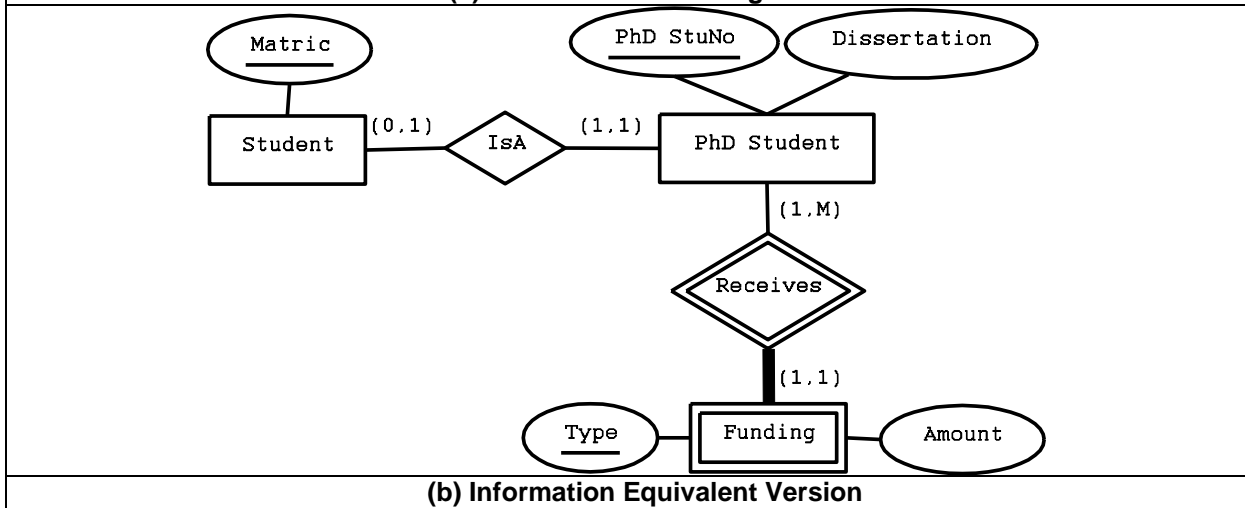 Matric
PhD StuNo
Dissertation
Student
(0,1)
IsA
(1,1)
PhD Student
(1,M)
Receives
(1,1)
Type
Funding
Amount
(b) Information Equivalent Version